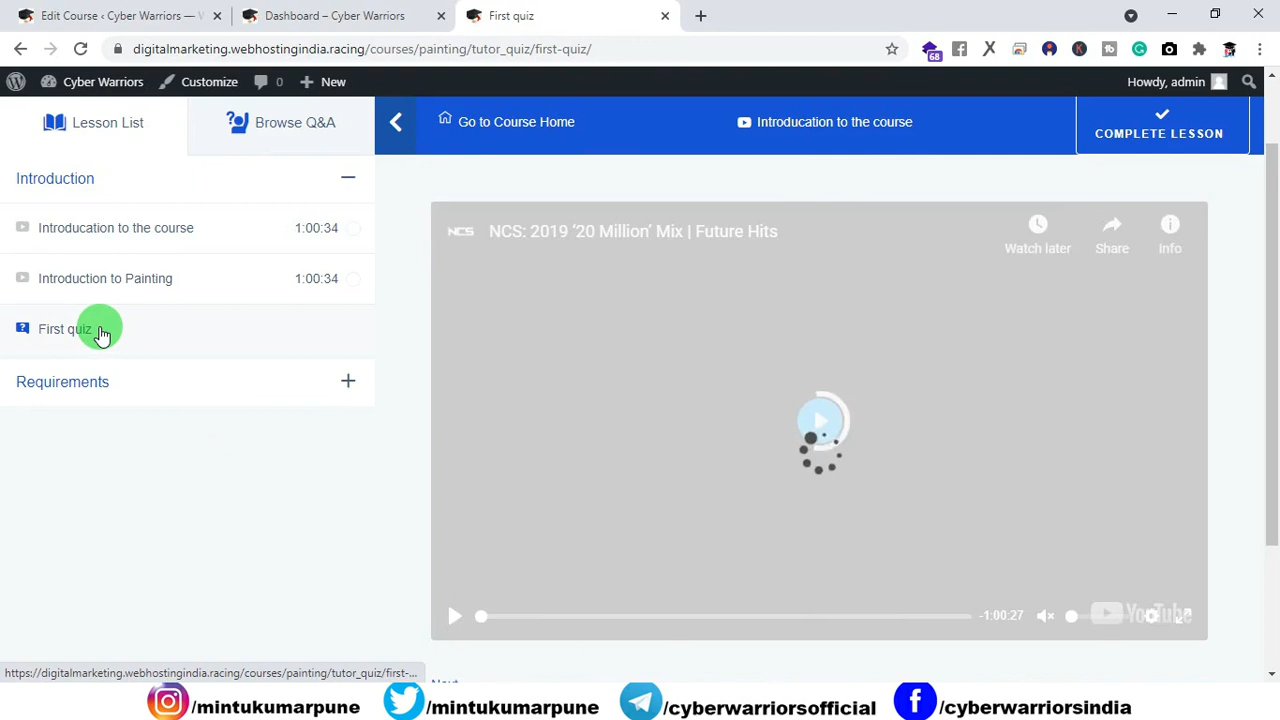 Edit Course ‹ Cyber Warriors — W
Dashboard – Cyber Warriors
First quiz
digitalmarketing.webhostingindia.racing/courses/painting/tutor_quiz/first-quiz/
68
Cyber Warriors
Customize
0
New
Howdy, admin
Lesson List
Browse Q&A
Go to Course Home
Introducation to the course
COMPLETE LESSON
Introduction
Introducation to the course
1:00:34
Introduction to Painting
1:00:34
First quiz
Requirements
NCS
NCS: 2019 ‘20 Million’ Mix | Future Hits
Watch later
Share
Info
-1:00:27
YouTube
https://digitalmarketing.webhostingindia.racing/courses/painting/tutor_quiz/first-...
Next
/mintukumarpune
/mintukumarpune
/cyberwarriorsofficial
/cyberwarriorsindia